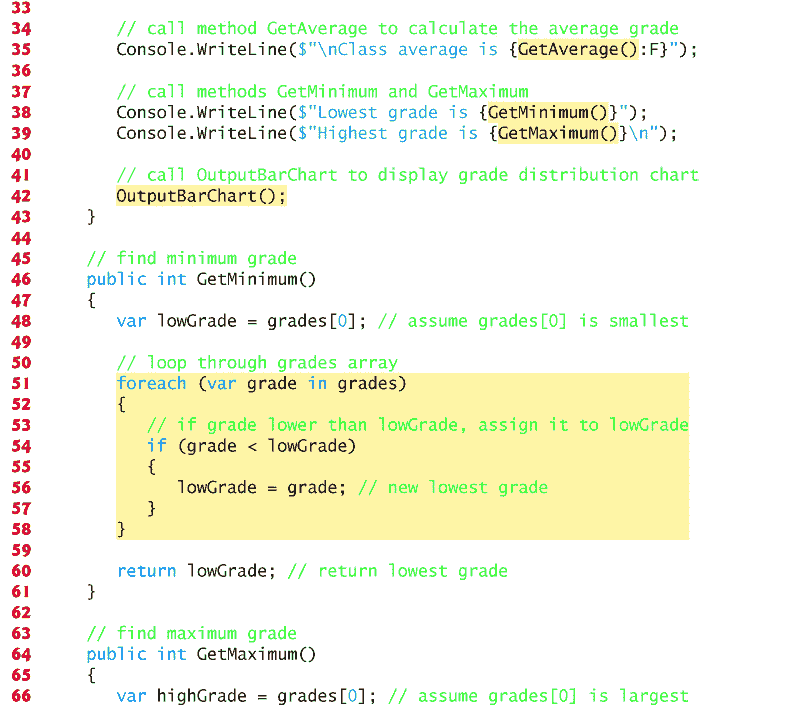 33
34 // call method GetAverage to calculate the average grade
35 Console.WriteLine($"\nClass average is {GetAverage():F}");
36
37 // call methods GetMinimum and GetMaximum
38 Console.WriteLine($"Lowest grade is {GetMinimum()}");
39 Console.WriteLine($"Highest grade is {GetMaximum()}\n");
40
41 // call OutputBarChart to display grade distribution chart
42 OutputBarChart();
43 }
44
45 // find minimum grade
46 public int GetMinimum()
47 {
48 var lowGrade = grades[0]; // assume grades[0] is smallest
49
50 // loop through grades array
51 foreach (var grade in grades)
52 {
53 // if grade lower than lowGrade, assign it to lowGrade
54 if (grade < lowGrade)
55 {
56 lowGrade = grade; // new lowest grade
57 }
58 }
59
60 return lowGrade; // return lowest grade
61 }
62
63 // find maximum grade
64 public int GetMaximum()
65 {
66 var highGrade = grades[0]; // assume grades[0] is largest